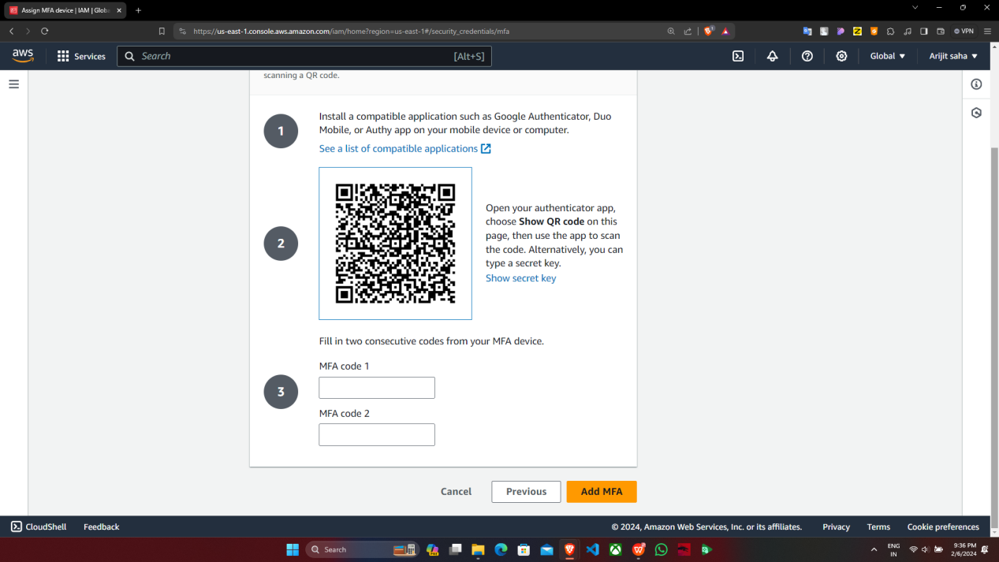 Assign MFA device | IAM | Globa
https://us-east-1.console.aws.amazon.com/iam/home?region=us-east-1#/security_credentials/mfa
VPN
aws
Services
Search
[Alt+S]
Global
Arijit saha
scanning a QR code.
1
Install a compatible application such as Google Authenticator, Duo
Mobile, or Authy app on your mobile device or computer.
See a list of compatible applications
2
Open your authenticator app,
choose Show QR code on this
page, then use the app to scan
the code. Alternatively, you can
type a secret key.
Show secret key
Fill in two consecutive codes from your MFA device.
3
MFA code 1
MFA code 2
Cancel
Previous
Add MFA
CloudShell
Feedback
© 2024, Amazon Web Services, Inc. or its affiliates.
Privacy
Terms
Cookie preferences
Search
ENG
IN
9:36 PM
2/6/2024